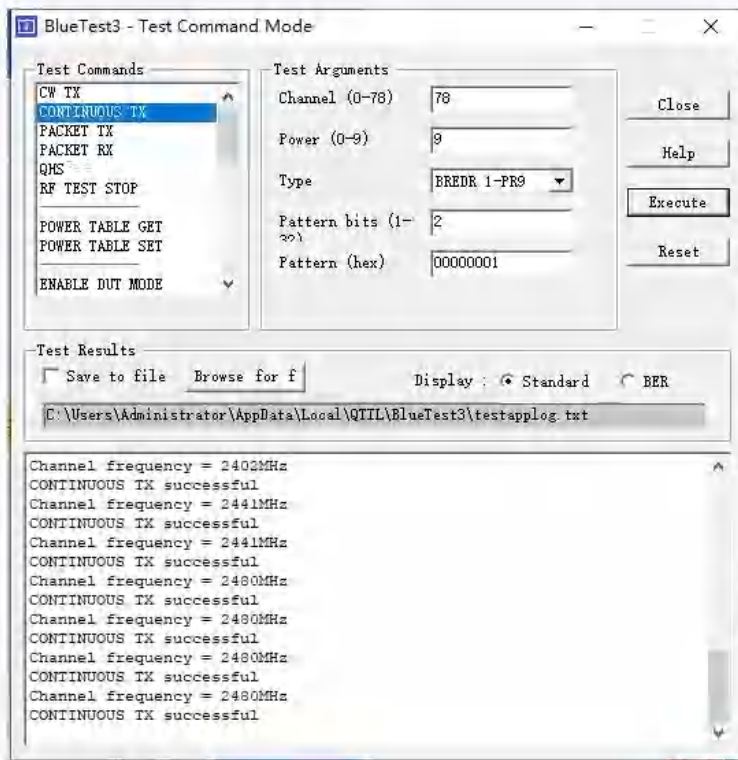 BlueTest3 - Test Command Mode
Test Commands
CW TX
CONTINUOUS TX
PACKET TX
PACKET RX
QHS
RF TEST STOP
POWER TABLE GET
POWER TABLE SET
ENABLE DUT MODE
Test Arguments
Channel (0-78) 78
Power (0-9) 9
Type BREDR 1-PR9
Pattern bits (1-32) 2
Pattern (hex) 00000001
Close
Help
Execute
Reset
Test Results
Save to file Browse for f Display : Standard BER
C:\Users\Administrator\AppData\Local\QTIL\BlueTest3\testapplog.txt
Channel frequency = 2402MHz
CONTINUOUS TX successful
Channel frequency = 2441MHz
CONTINUOUS TX successful
Channel frequency = 2441MHz
CONTINUOUS TX successful
Channel frequency = 2480MHz
CONTINUOUS TX successful
Channel frequency = 2480MHz
CONTINUOUS TX successful
Channel frequency = 2480MHz
CONTINUOUS TX successful
Channel frequency = 2480MHz
CONTINUOUS TX successful